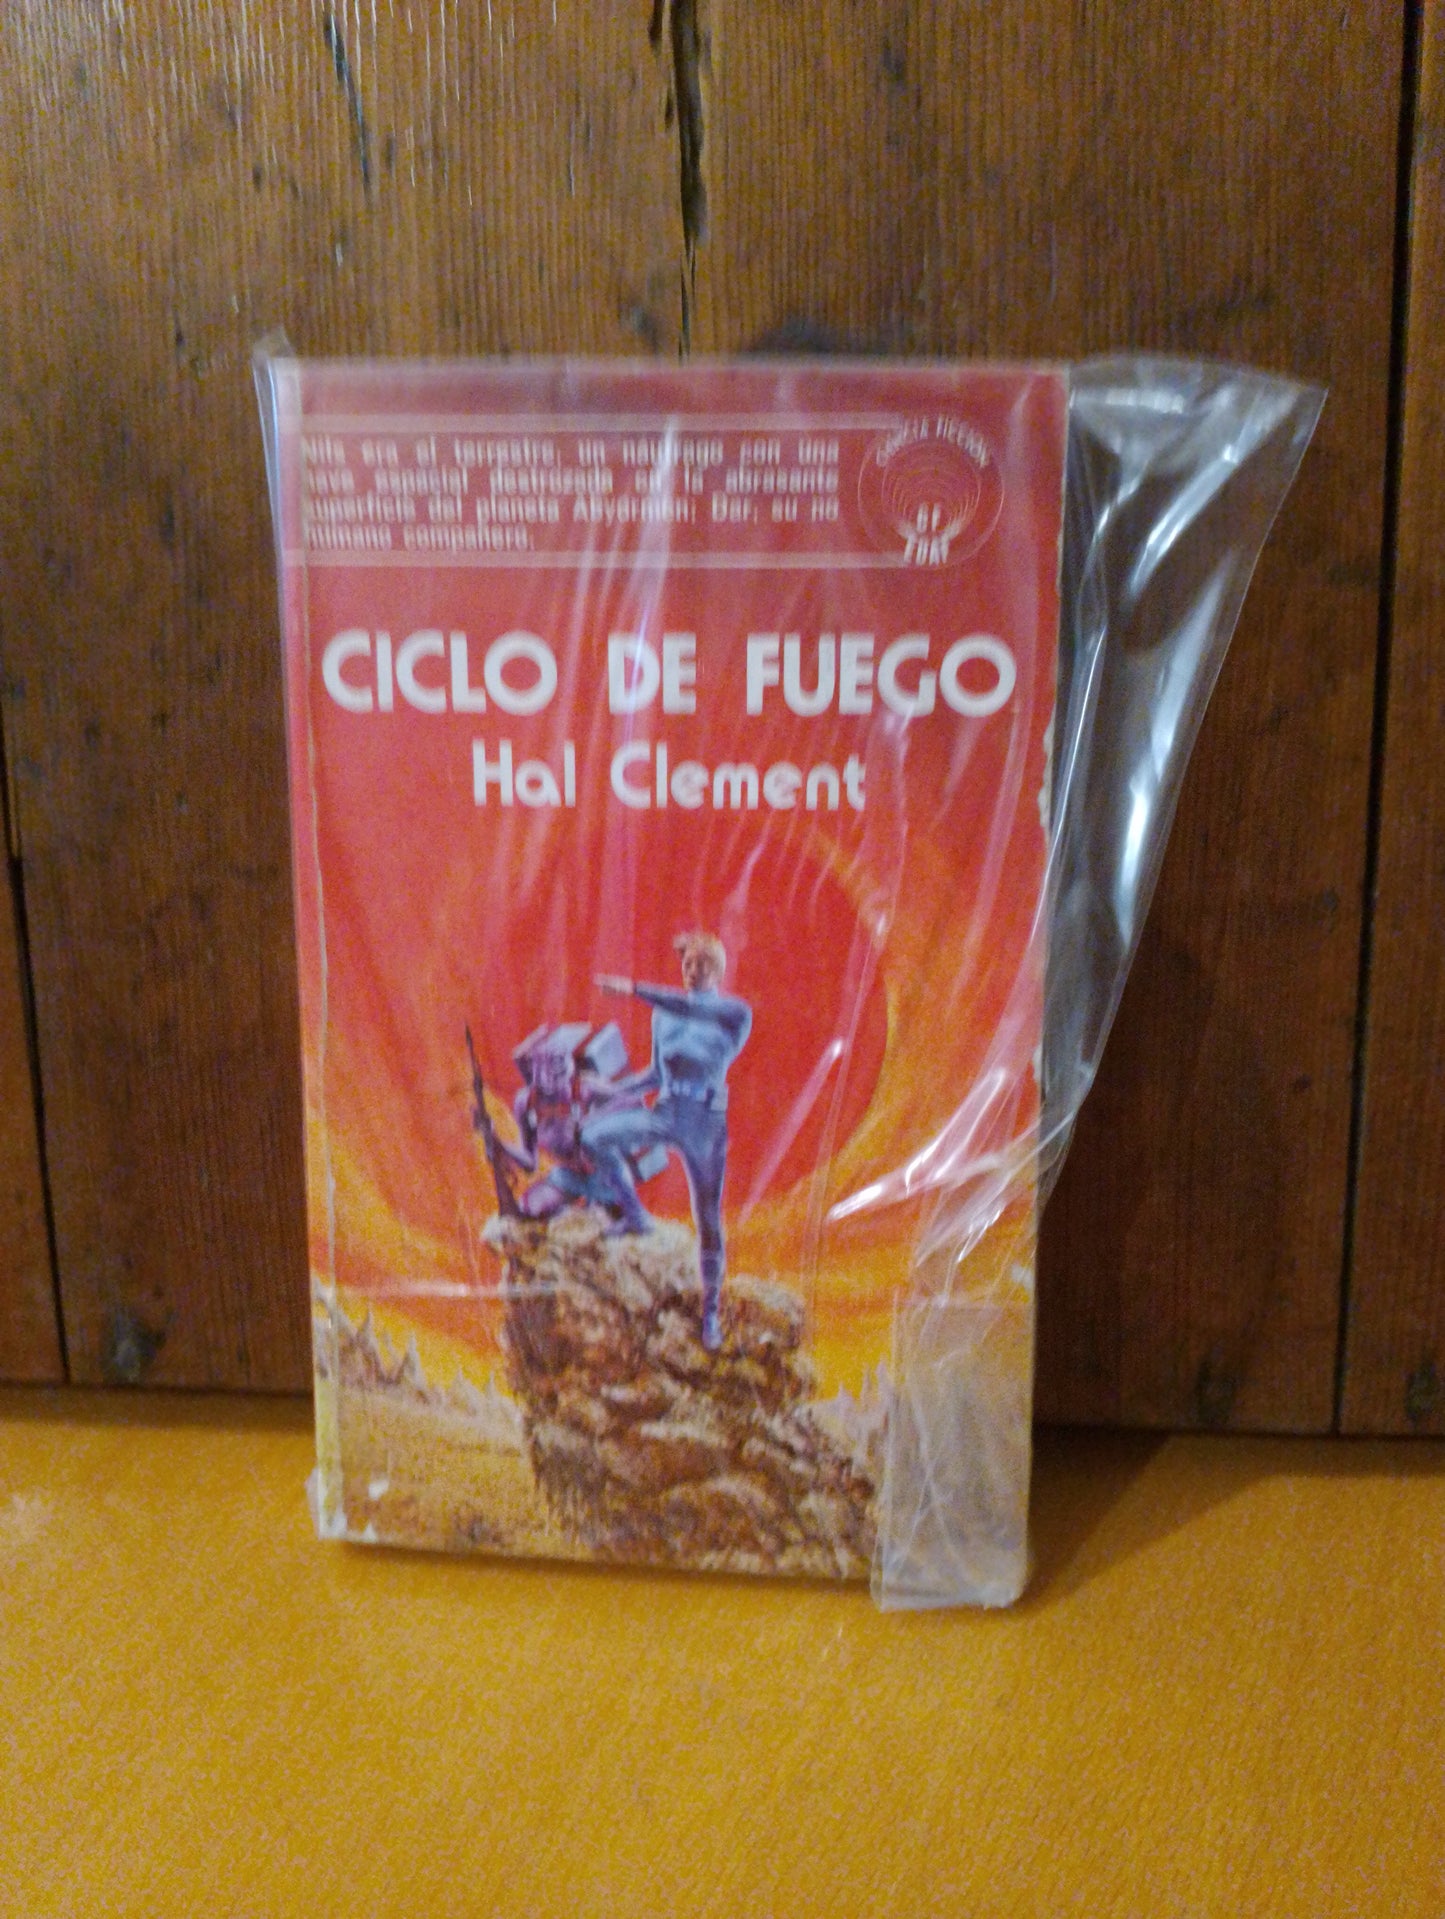 Nils era el terrestre, un náufrago con una
nave espacial destrozada en la abrasante
superficie del planeta Abyormen; Dar, su no
humano compañero.
CIENCIA FICCION
CICLO DE FUEGO
Hal Clement